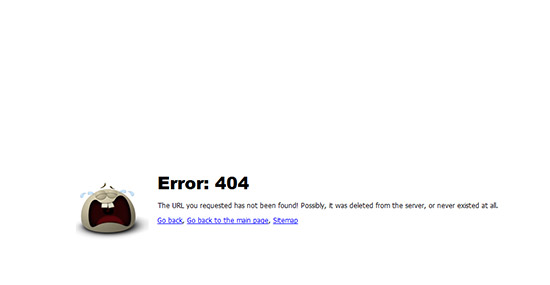 Error: 404
The URL you requested has not been found! Possibly, it was deleted from the server, or never existed at all.
Go back, Go back to the main page, Sitemap